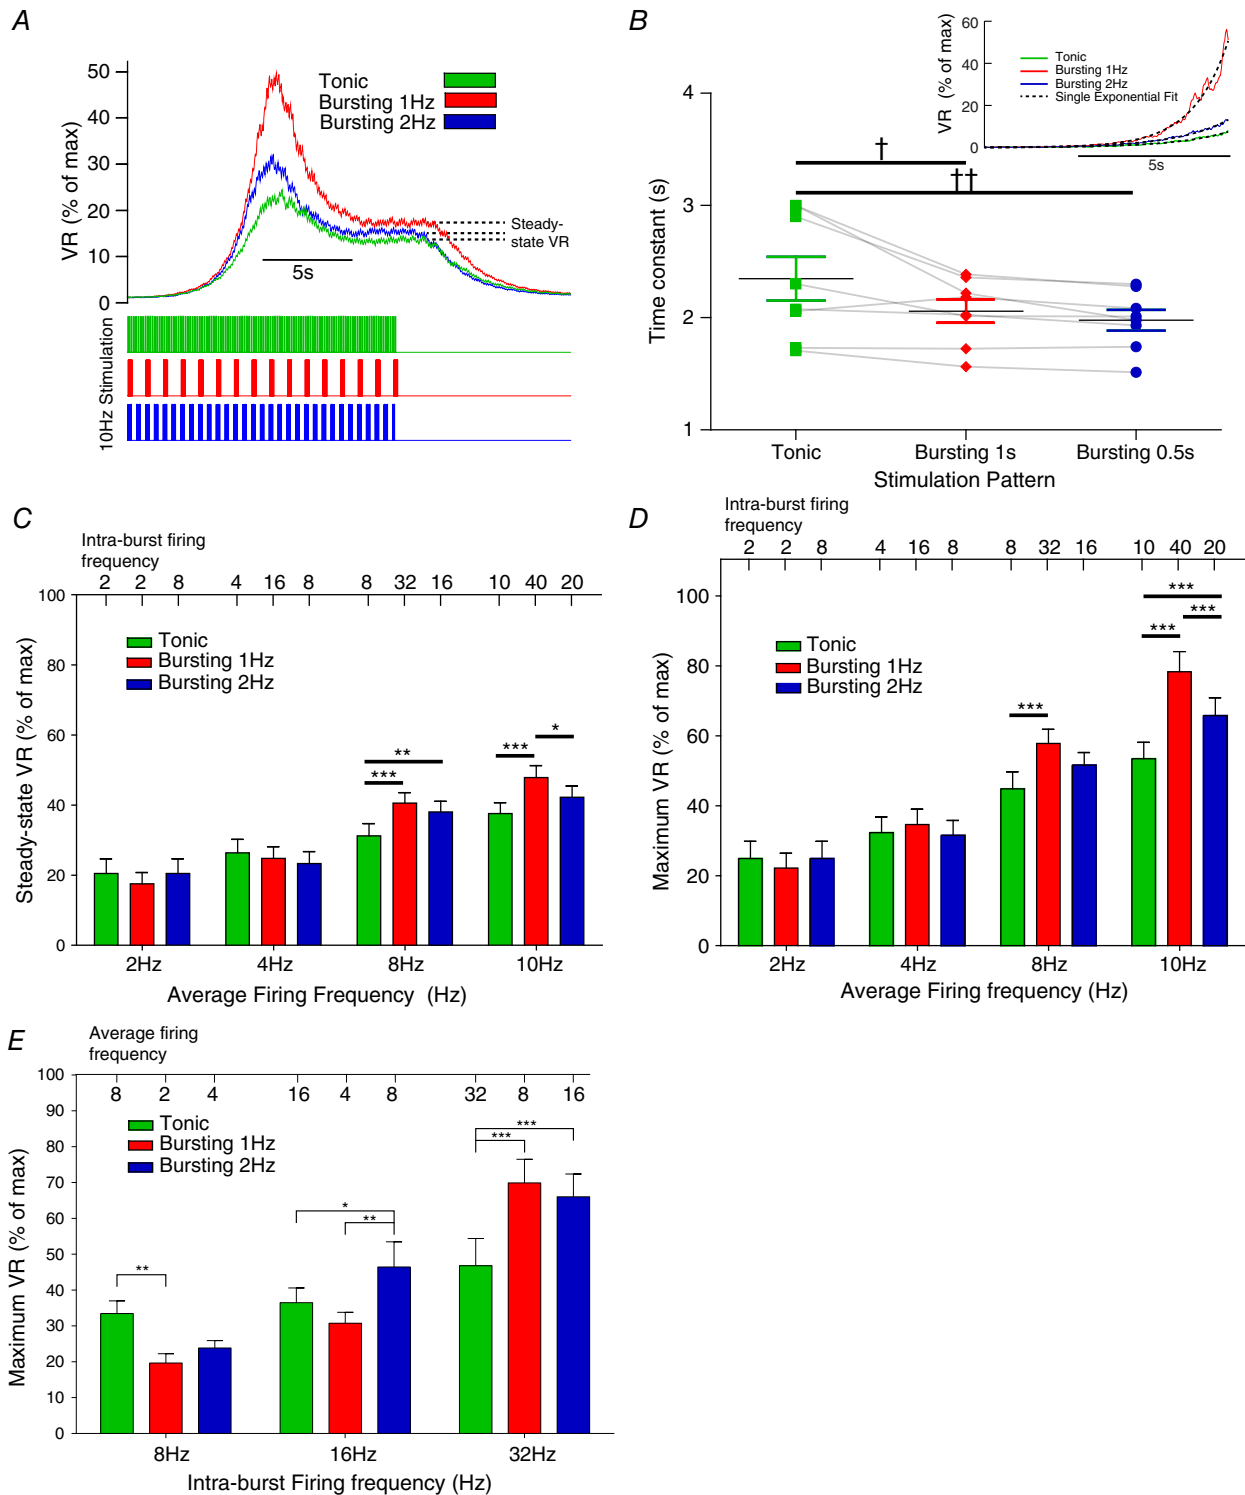 A
VR (% of max)
50
40
30
20
10
0
Tonic
Bursting 1Hz
Bursting 2Hz
Steady-
state VR
5s
10Hz Stimulation
B
Time constant (s)
4
3
2
1
†
††
VR (% of max)
60
40
20
0
Tonic
Bursting 1Hz
Bursting 2Hz
Single Exponential Fit
5s
Tonic Bursting 1s Bursting 0.5s
Stimulation Pattern
C
Intra-burst firing
frequency
2 2 8 4 16 8 8 32 16 10 40 20
Steady-state VR (% of max)
100
80
60
40
20
0
Tonic
Bursting 1Hz
Bursting 2Hz
** 
***
***
*
2Hz 4Hz 8Hz 10Hz
Average Firing Frequency (Hz)
D
Intra-burst firing
frequency
2 2 8 4 16 8 8 32 16 10 40 20
Maximum VR (% of max)
100
80
60
40
20
0
Tonic
Bursting 1Hz
Bursting 2Hz
***
***
***
***
2Hz 4Hz 8Hz 10Hz
Average Firing frequency (Hz)
E
Average firing
frequency
8 2 4 16 4 8 32 8 16
Maximum VR (% of max)
100
90
80
70
60
50
40
30
20
10
0
Tonic
Bursting 1Hz
Bursting 2Hz
**
*
**
***
***
8Hz 16Hz 32Hz
Intra-burst Firing frequency (Hz)